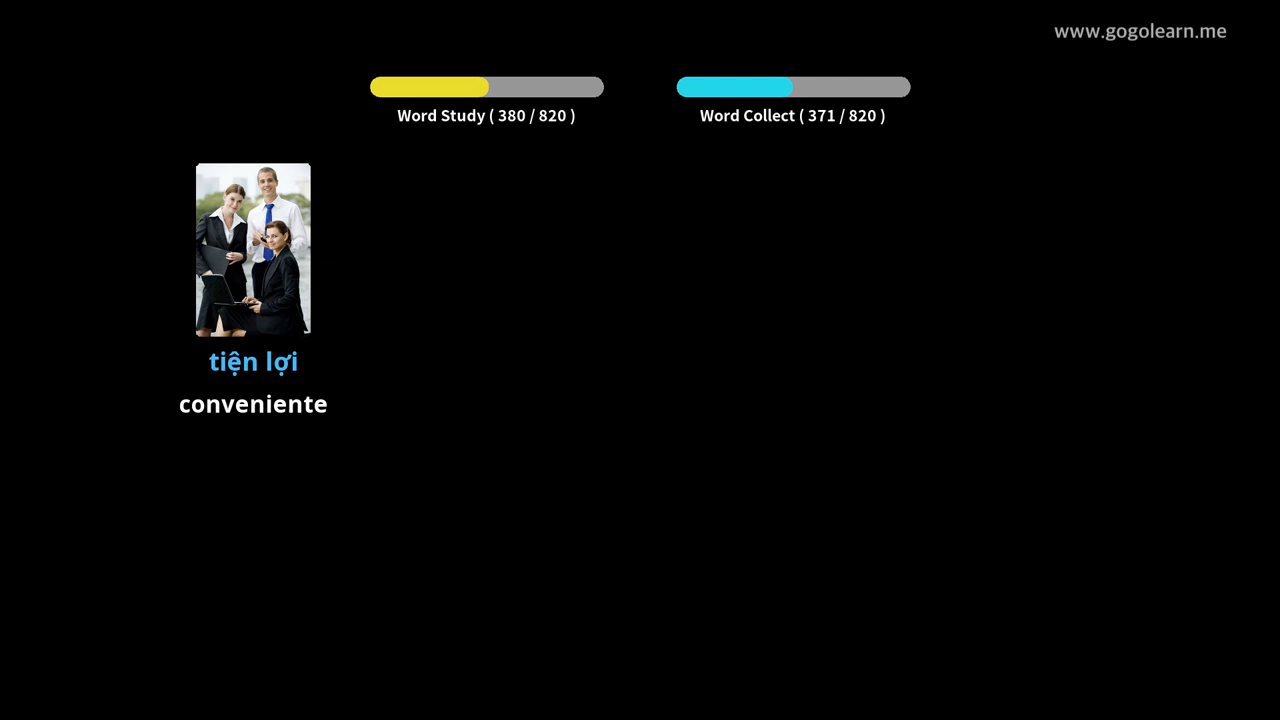 www.gogolearn.me
Word Study ( 380 / 820 )
Word Collect ( 371 / 820 )
tiện lợi
conveniente